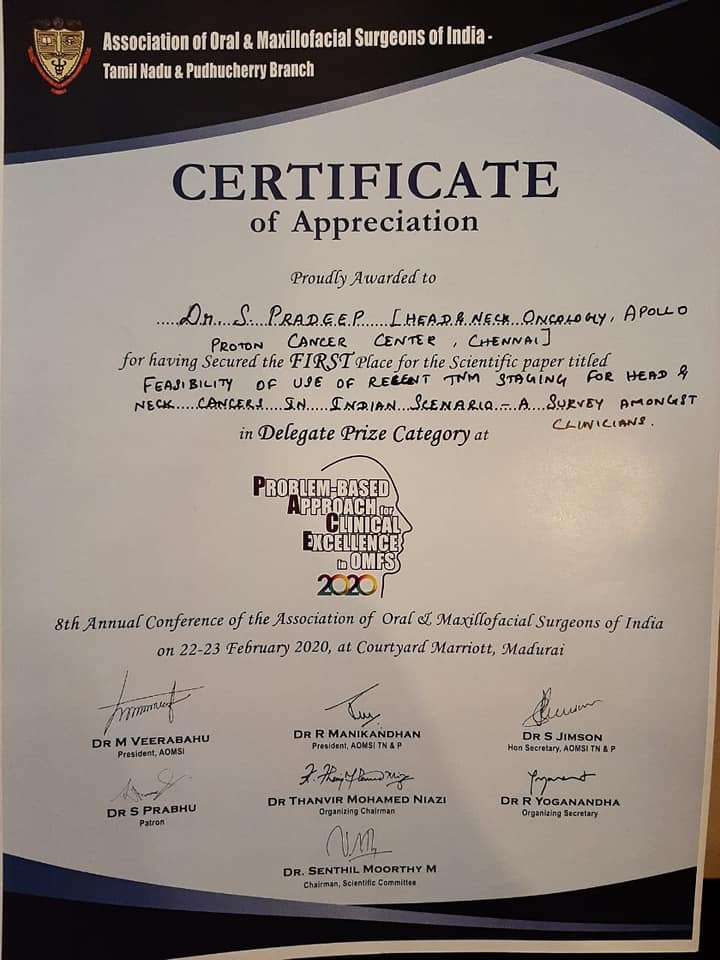 Association of Oral & Maxillofacial Surgeons of India -
Tamil Nadu & Pudhucherry Branch
CERTIFICATE
of Appreciation
Proudly Awarded to
Dr. S. PRADEEP [HEAD & NECK ONCOLOGY, APOLLO
PROTON CANCER CENTER, CHENNAI]
for having Secured the FIRST Place for the Scientific paper titled
FEASIBILITY OF USE OF RECENT TNM STAGING FOR HEAD &
NECK CANCERS IN INDIAN SCENARIO - A SURVEY AMONGST
CLINICIANS.
in Delegate Prize Category at
PROBLEM-BASED
APPROACH for
CLINICAL
EXCELLENCE
in OMFS
2020
8th Annual Conference of the Association of Oral & Maxillofacial Surgeons of India
on 22-23 February 2020, at Courtyard Marriott, Madurai
DR M VEERABAHU
President, AOMSI
DR R MANIKANDHAN
President, AOMSI TN & P
DR S JIMSON
Hon Secretary, AOMSI TN & P
DR S PRABHU
Patron
DR THANVIR MOHAMED NIAZI
Organizing Chairman
DR R YOGANANDHA
Organizing Secretary
DR. SENTHIL MOORTHY M
Chairman, Scientific Committee